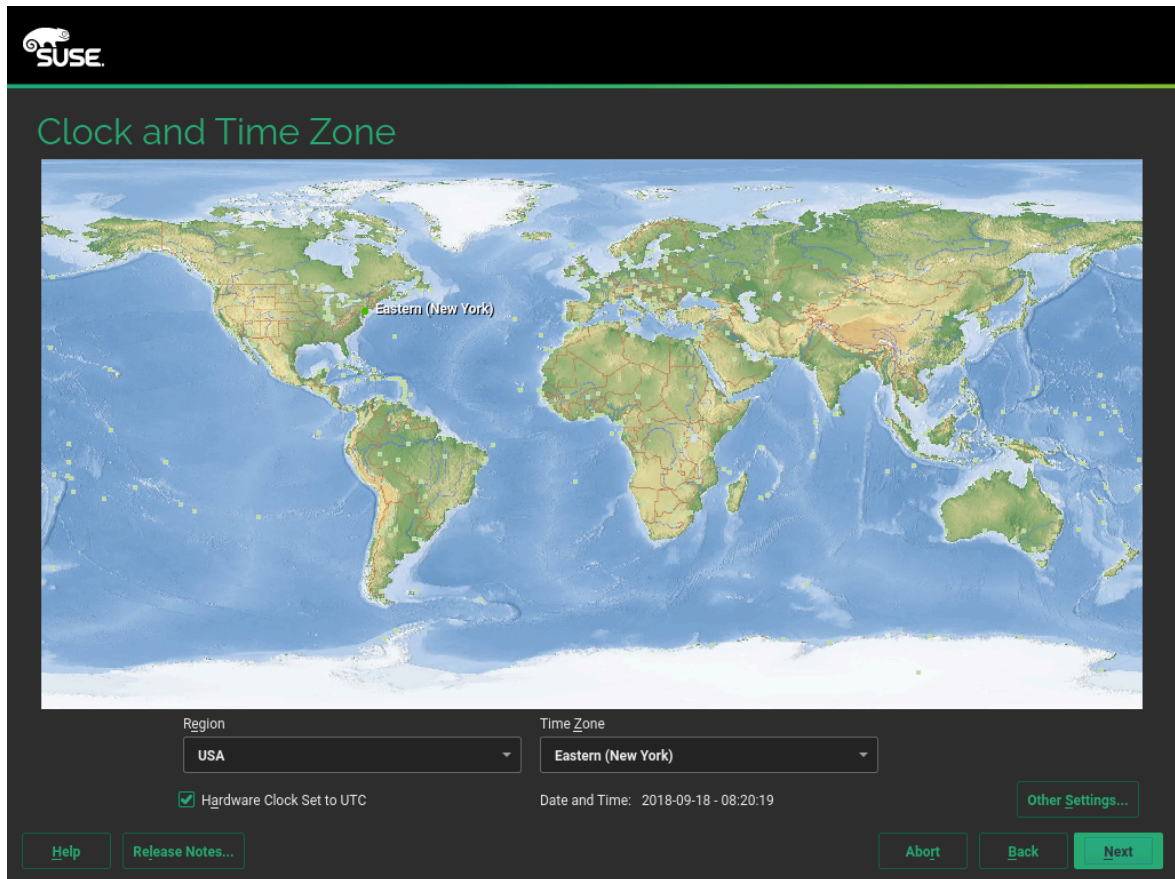 SUSE.
Clock and Time Zone
Eastern (New York)
Region
Time Zone
USA
Eastern (New York)
Hardware Clock Set to UTC
Date and Time: 2018-09-18 - 08:20:19
Other Settings...
Help
Release Notes...
Abort
Back
Next